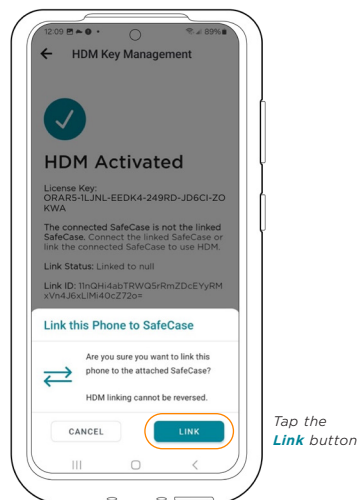 12:09 89%
HDM Key Management
HDM Activated
License Key:
ORAR5-1LJNL-EEDK4-249RD-JD6CI-ZO
KWA
The connected SafeCase is not the linked
SafeCase. Connect the linked SafeCase or
link the connected SafeCase to use HDM.
Link Status: Linked to null
Link ID: 11nQHi4abTRWQ5rRmZDcEYyRM
xVn4J6xLiMi40cZ72o=
Link this Phone to SafeCase
Are you sure you want to link this
phone to the attached SafeCase?
HDM linking cannot be reversed.
CANCEL LINK
Tap the
Link button